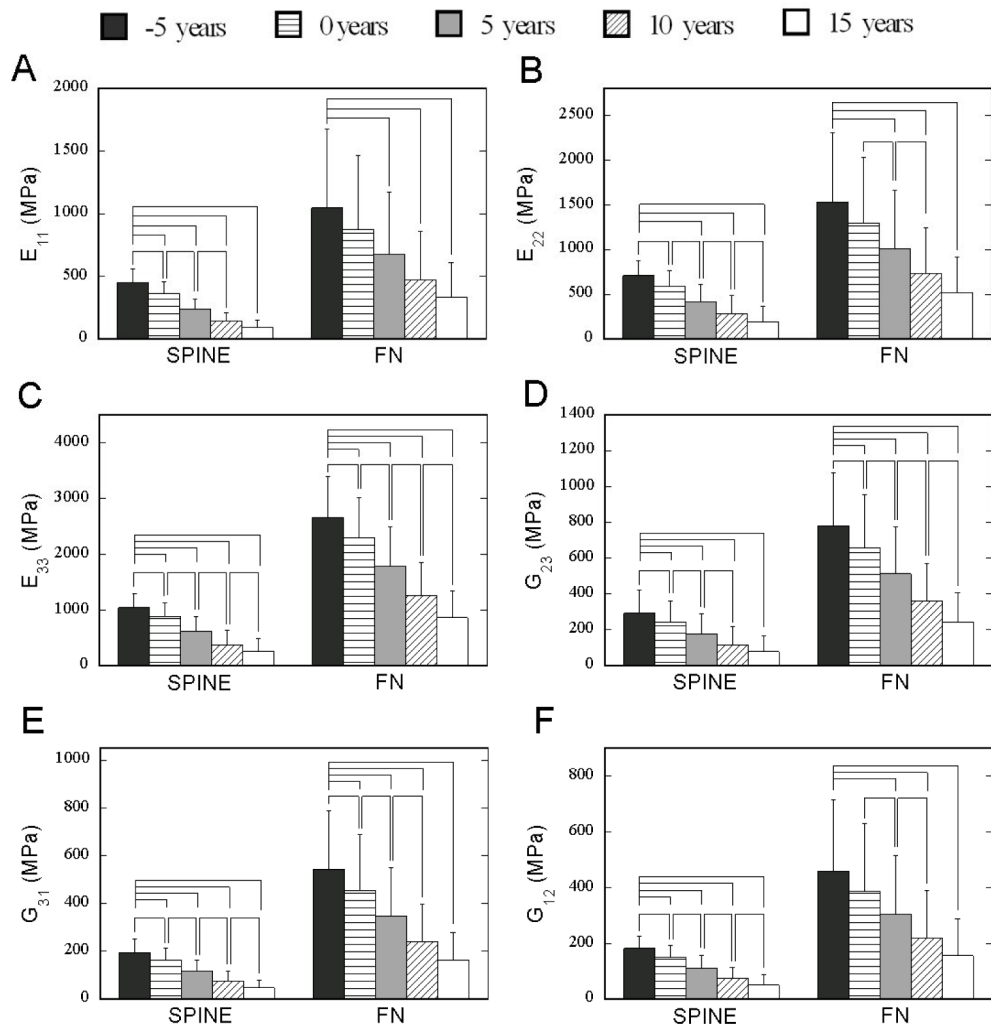 -5 years 0 years 5 years 10 years 15 years
A
2000
1500
1000
500
0
E11 (MPa)
SPINE FN
B
2500
2000
1500
1000
500
0
E22 (MPa)
SPINE FN
C
4000
3000
2000
1000
0
E33 (MPa)
SPINE FN
D
1400
1200
1000
800
600
400
200
0
G23 (MPa)
SPINE FN
E
1000
800
600
400
200
0
G31 (MPa)
SPINE FN
F
800
600
400
200
0
G12 (MPa)
SPINE FN